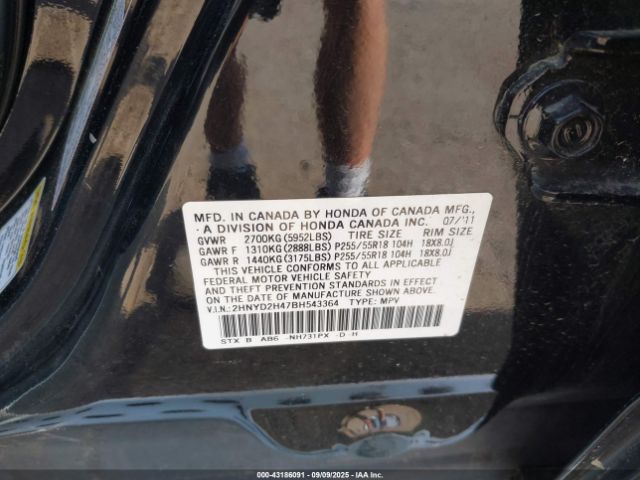 MFD. IN CANADA BY HONDA OF CANADA MFG.,
A DIVISION OF HONDA CANADA INC. 07/'11
GVWR 2700KG(5952LBS) TIRE SIZE RIM SIZE
GAWR F 1310KG(2888LBS) P255/55R18 104H 18X8.0J
GAWR R 1440KG(3175LBS) P255/55R18 104H 18X8.0J
THIS VEHICLE CONFORMS TO ALL APPLICABLE
FEDERAL MOTOR VEHICLE SAFETY
AND THEFT PREVENTION STANDARDS IN EFFECT ON
THE DATE OF MANUFACTURE SHOWN ABOVE.
V.I.N.:2HNYD2H47BH543364 TYPE: MPV
STX B AB6 -NH731PX -D-H
000-43186091 - 09/09/2025 - IAA Inc.